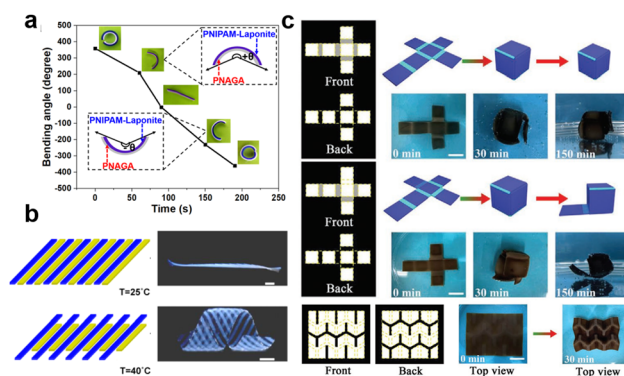 a
400
300
200
100
0
-100
-200
-300
-400
-500
Bending angle (degree)
0
50
100
150
200
250
Time (s)
PNIPAM-Laponite
+θ
PNAGA
PNIPAM-Laponite
-θ
PNAGA
b
T=25°C
T=40°C
c
Front
Back
0 min
30 min
150 min
Front
Back
0 min
30 min
150 min
Front
Back
0 min
Top view
30 min
Top view